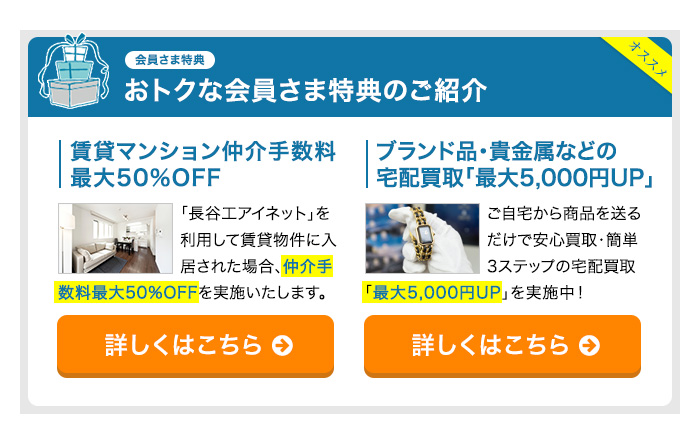 会員さま特典
おトクな会員さま特典のご紹介
オススメ
賃貸マンション仲介手数料
最大50%OFF
「長谷工アイネット」を
利用して賃貸物件に入
居された場合、仲介手
数料最大50%OFFを実施いたします。
詳しくはこちら
ブランド品・貴金属などの
宅配買取「最大5,000円UP」
ご自宅から商品を送る
だけで安心買取・簡単
3ステップの宅配買取
「最大5,000円UP」を実施中！
詳しくはこちら